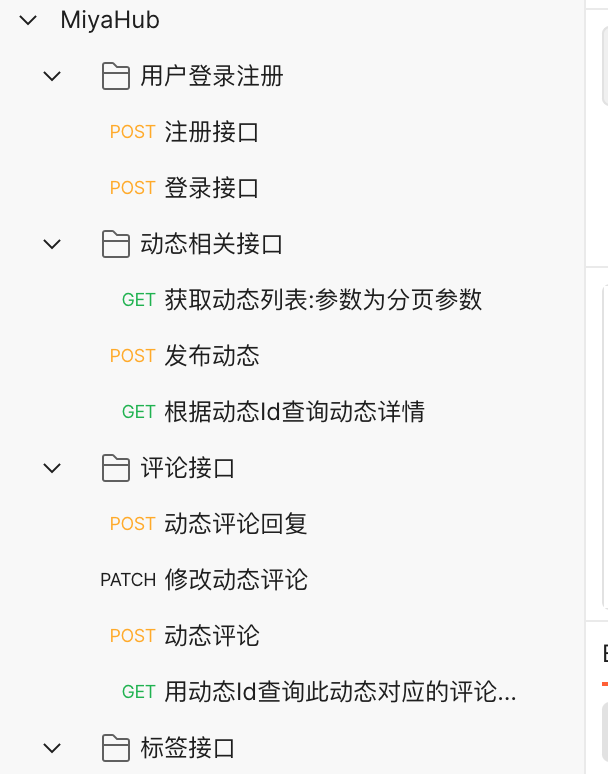 MiyaHub
用户登录注册
POST 注册接口
POST 登录接口
动态相关接口
GET 获取动态列表:参数为分页参数
POST 发布动态
GET 根据动态Id查询动态详情
评论接口
POST 动态评论回复
PATCH 修改动态评论
POST 动态评论
GET 用动态Id查询此动态对应的评论...
标签接口